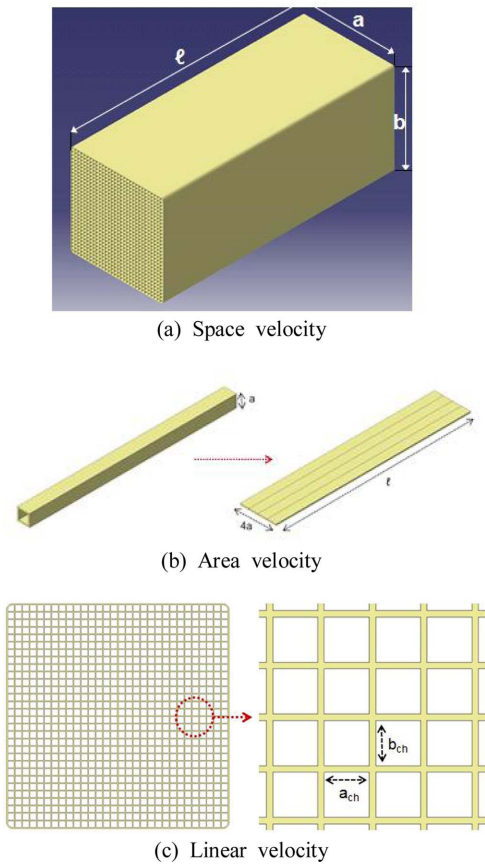 a
ℓ
b
(a) Space velocity
a
4a
ℓ
(b) Area velocity
b_ch
a_ch
(c) Linear velocity